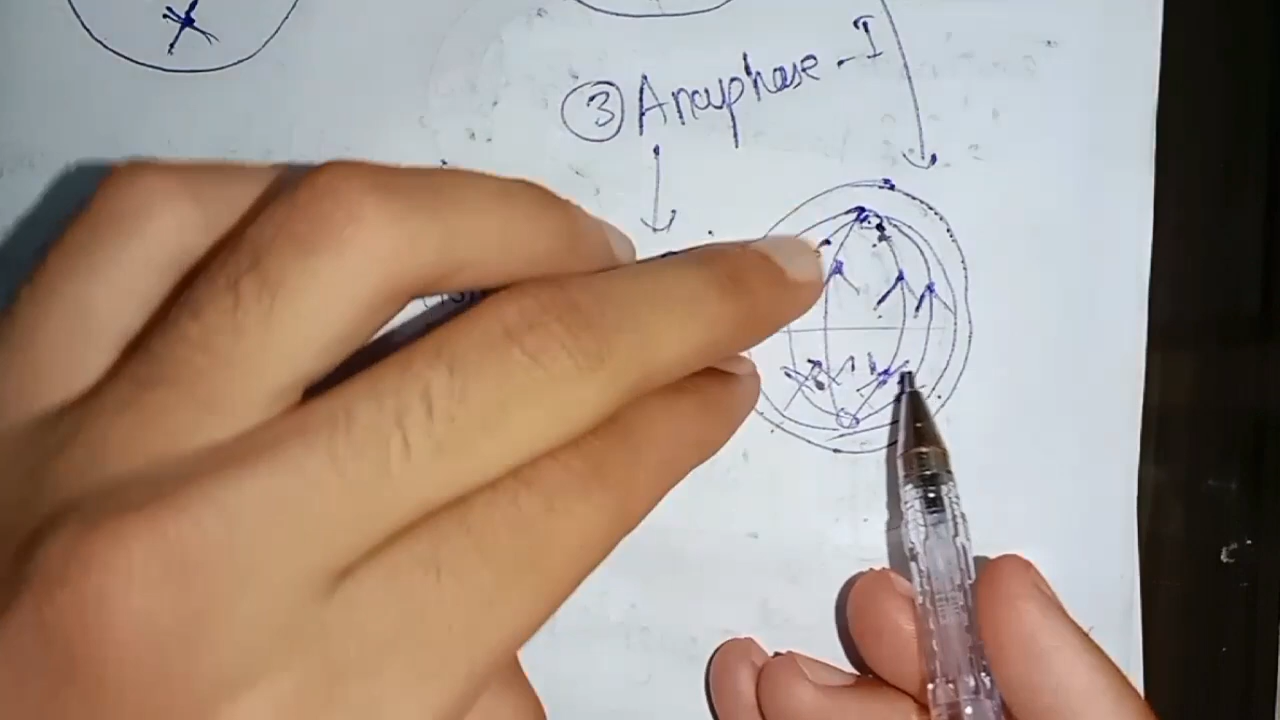 ③ Anaphase - I